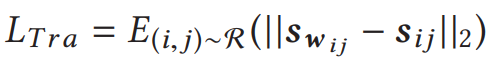 L_{Tra} = E_{(i,j)∼\mathcal{R}}(||s_{w_{ij}} − s_{ij}||_2)